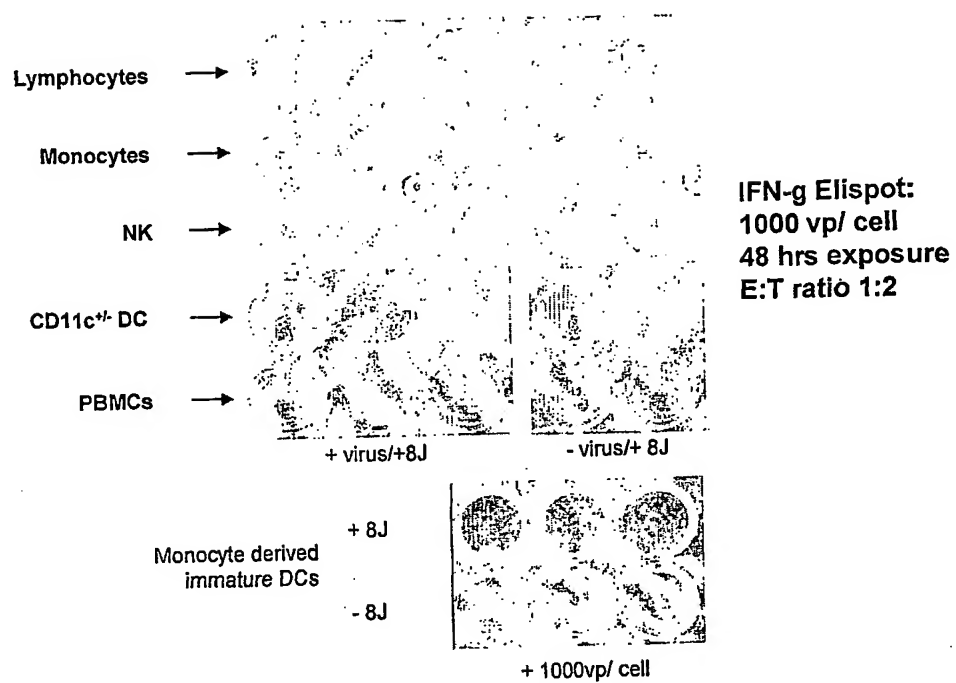 Lymphocytes
Monocytes
NK
CD11c+/- DC
PBMCs
+ virus/+8J
- virus/+ 8J
IFN-g Elispot:
1000 vp/ cell
48 hrs exposure
E:T ratio 1:2
+ 8J
Monocyte derived
immature DCs
- 8J
+ 1000vp/ cell